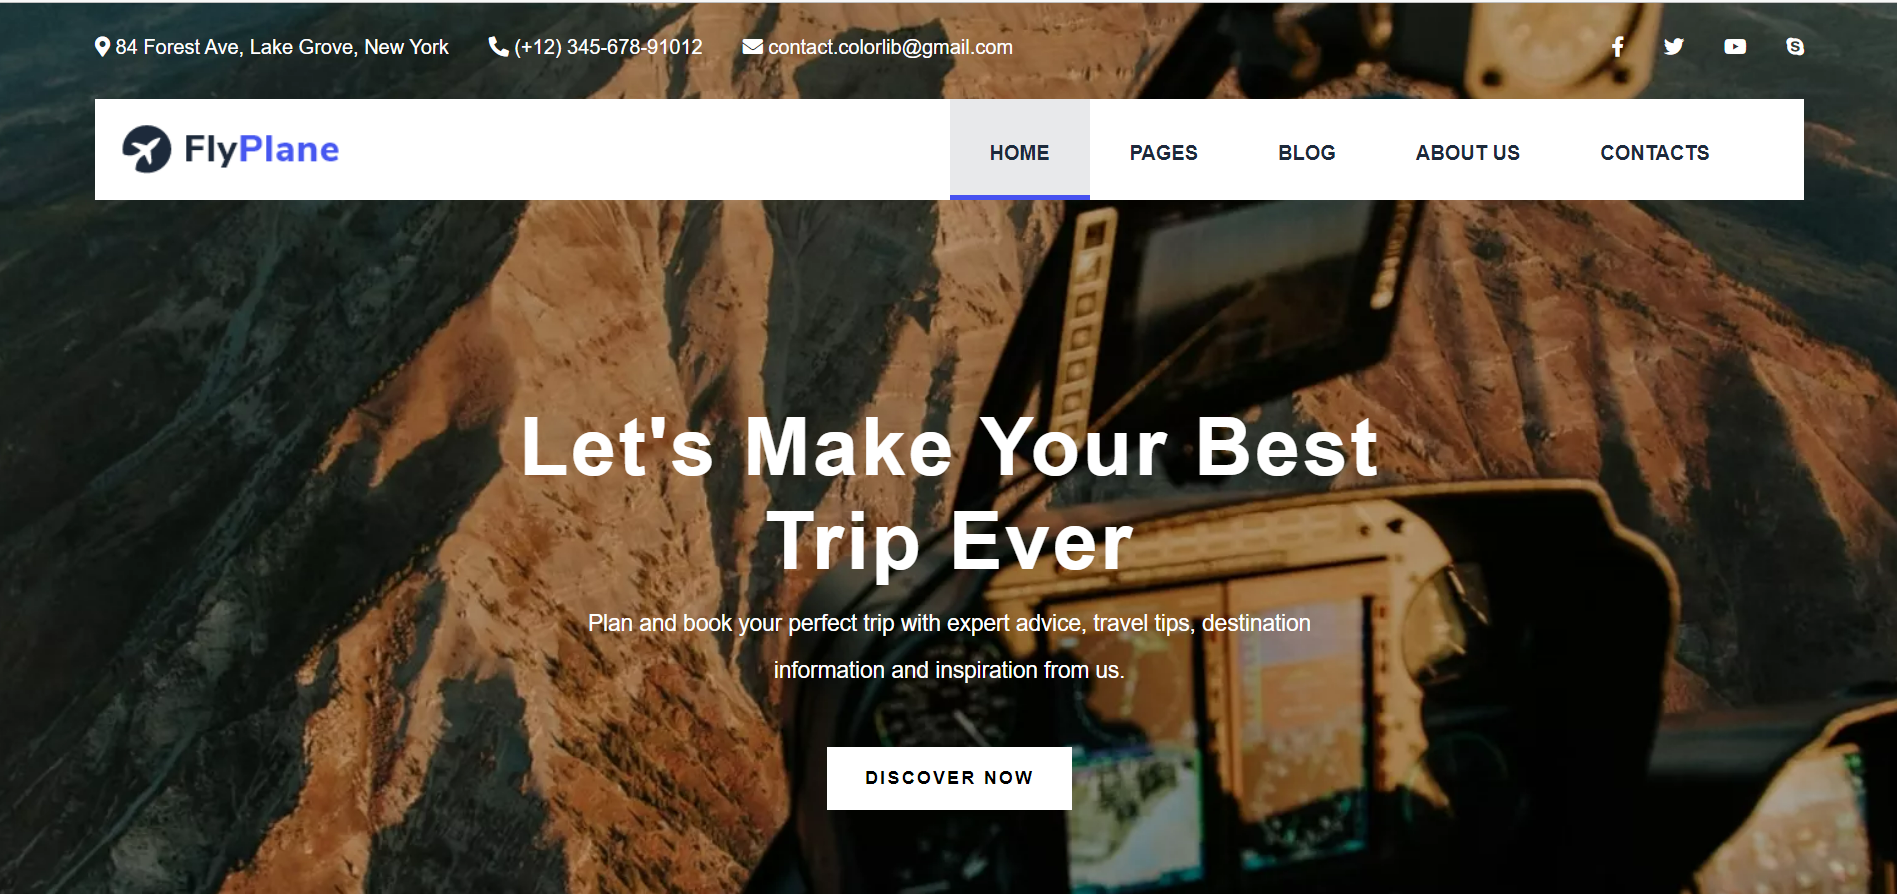 84 Forest Ave, Lake Grove, New York (+12) 345-678-91012 contact.colorlib@gmail.com
FlyPlane HOME PAGES BLOG ABOUT US CONTACTS
Let's Make Your Best
Trip Ever
Plan and book your perfect trip with expert advice, travel tips, destination
information and inspiration from us.
DISCOVER NOW